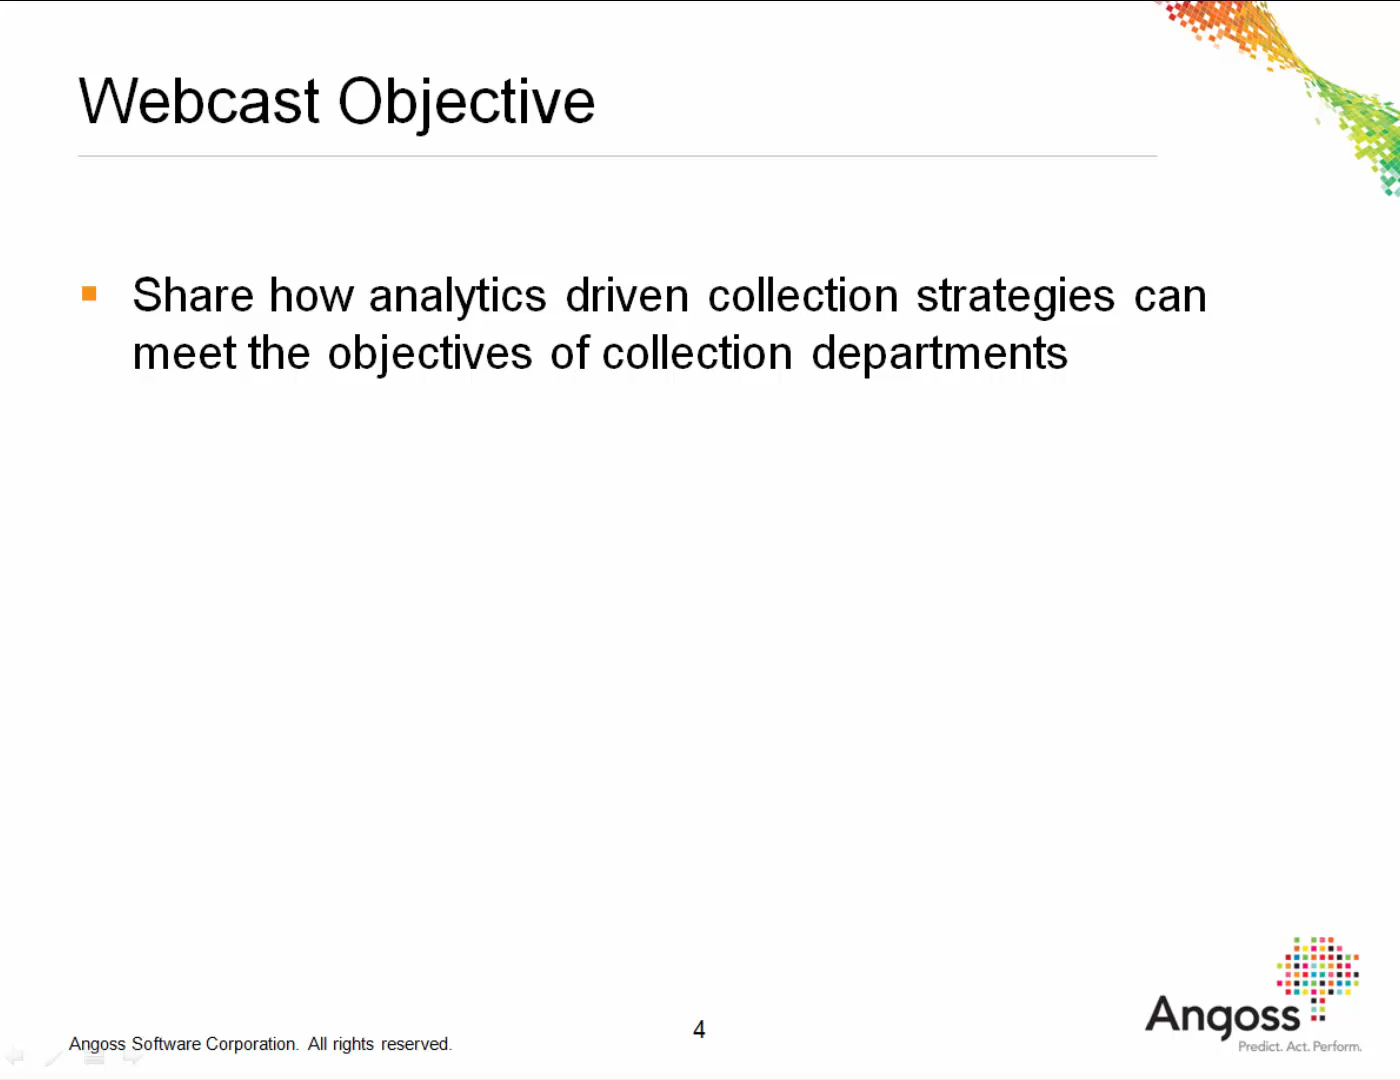 Webcast Objective
Share how analytics driven collection strategies can
meet the objectives of collection departments
Angoss Software Corporation. All rights reserved.
4
Angoss
Predict. Act. Perform.